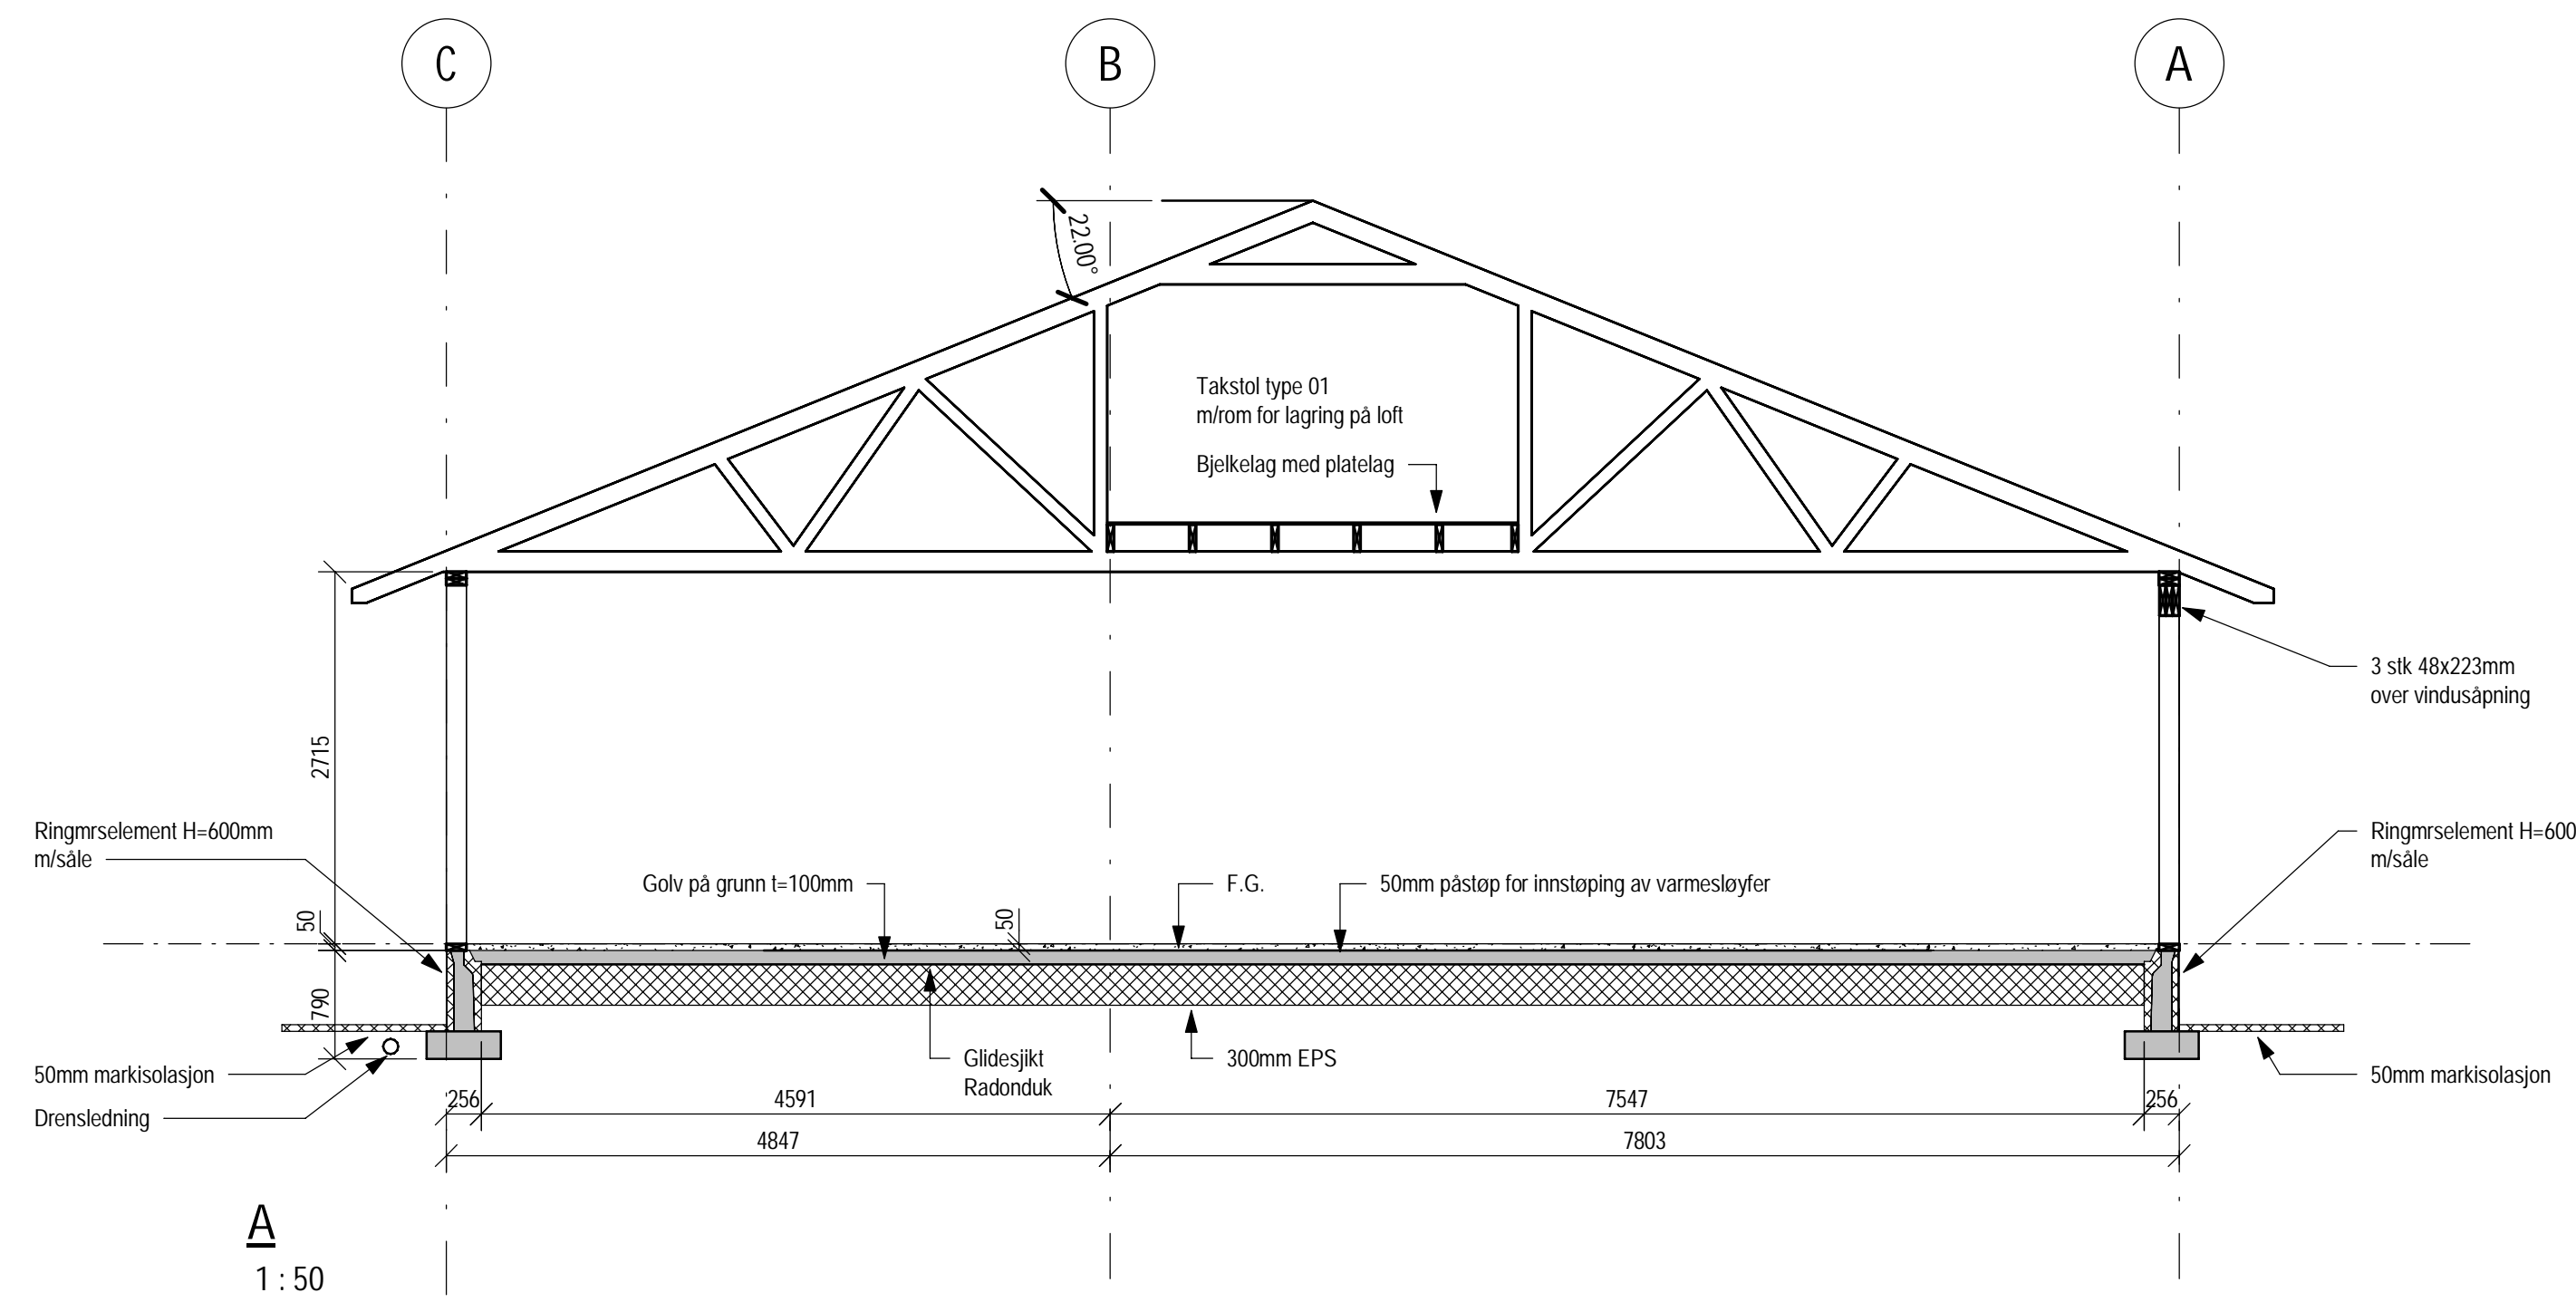 C
B
A
22.00°
Takstol type 01
m/rom for lagring på loft
Bjelkelag med platelag
3 stk 48x223mm
over vindusåpning
2715
Ringmrselement H=600mm
m/såle
Ringmrselement H=600
m/såle
Golv på grunn t=100mm
F.G.
50mm påstøp for innstøping av varmesløyfer
50
50
790
Glidesjikt
Radonduk
300mm EPS
50mm markisolasjon
50mm markisolasjon
Drensledning
256
4591
7547
256
4847
7803
A
1 : 50